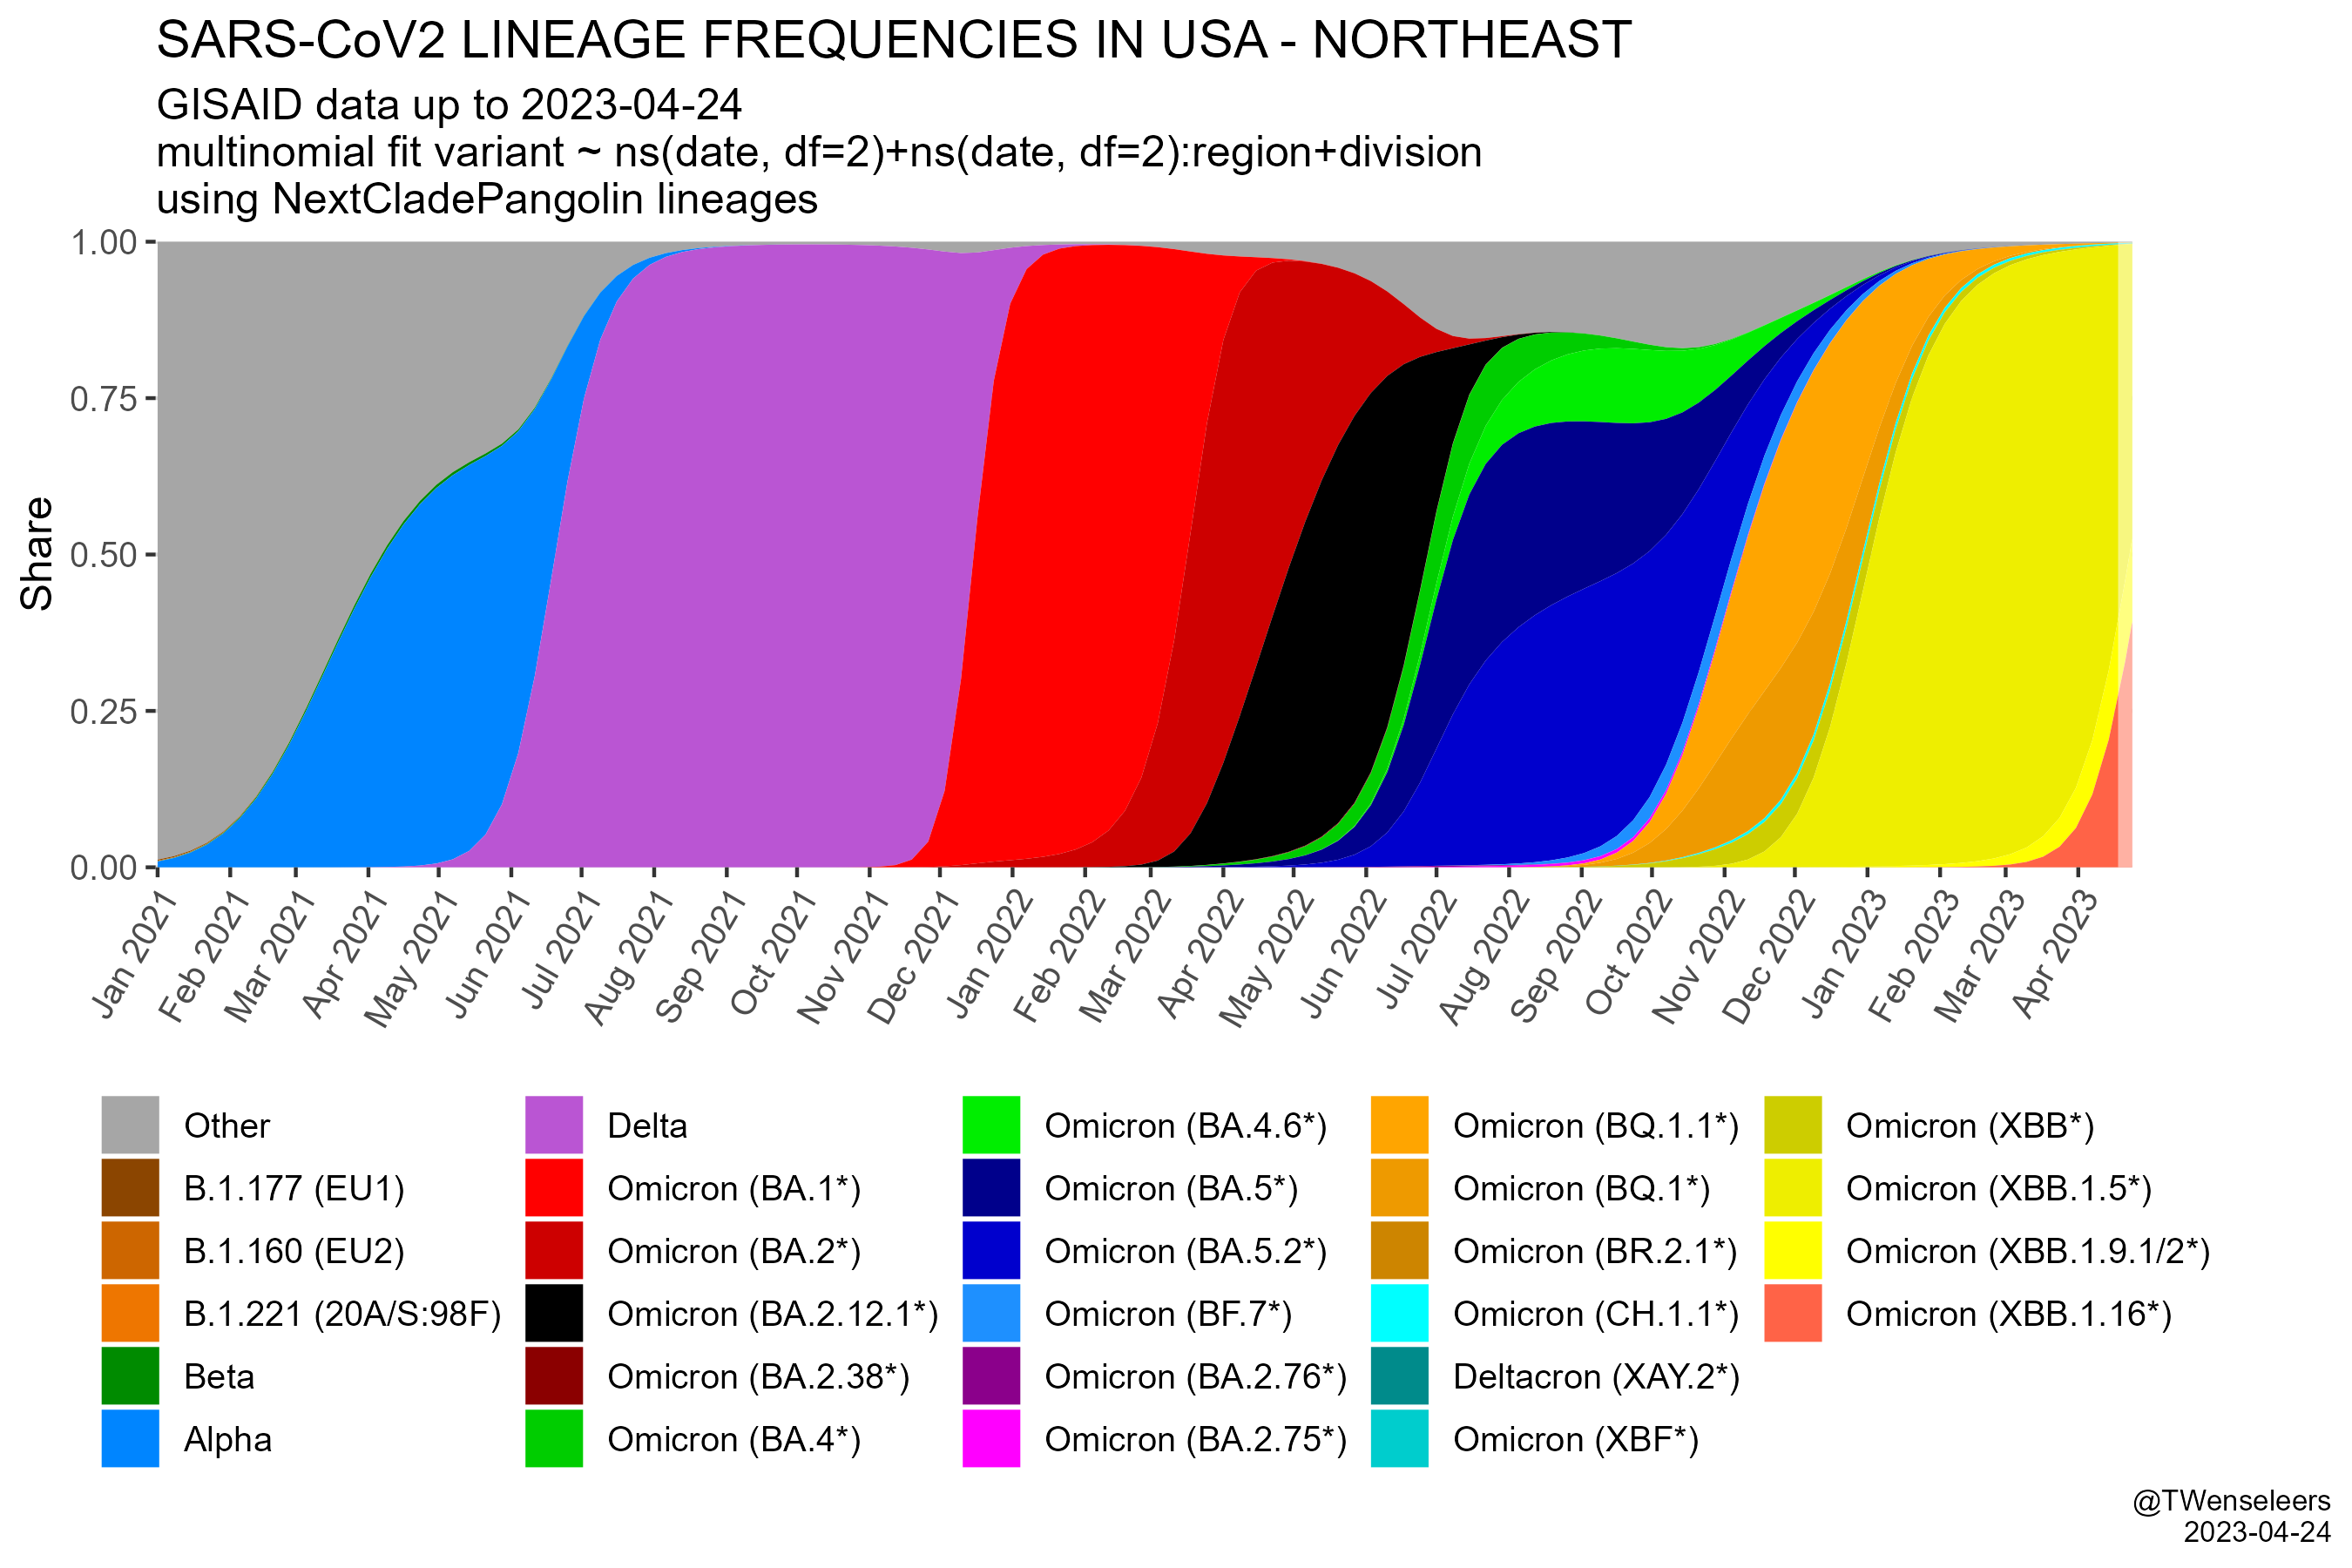 SARS-CoV2 LINEAGE FREQUENCIES IN USA - NORTHEAST
GISAID data up to 2023-04-24
multinomial fit variant ~ ns(date, df=2)+ns(date, df=2):region+division
using NextCladePangolin lineages
Share
1.00
0.75
0.50
0.25
0.00
Jan 2021
Feb 2021
Mar 2021
Apr 2021
May 2021
Jun 2021
Jul 2021
Aug 2021
Sep 2021
Oct 2021
Nov 2021
Dec 2021
Jan 2022
Feb 2022
Mar 2022
Apr 2022
May 2022
Jun 2022
Jul 2022
Aug 2022
Sep 2022
Oct 2022
Nov 2022
Dec 2022
Jan 2023
Feb 2023
Mar 2023
Apr 2023
Other
B.1.177 (EU1)
B.1.160 (EU2)
B.1.221 (20A/S:98F)
Beta
Alpha
Delta
Omicron (BA.1*)
Omicron (BA.2*)
Omicron (BA.2.12.1*)
Omicron (BA.2.38*)
Omicron (BA.4*)
Omicron (BA.4.6*)
Omicron (BA.5*)
Omicron (BA.5.2*)
Omicron (BF.7*)
Omicron (BA.2.76*)
Omicron (BA.2.75*)
Omicron (BQ.1.1*)
Omicron (BQ.1*)
Omicron (BR.2.1*)
Omicron (CH.1.1*)
Deltacron (XAY.2*)
Omicron (XBF*)
Omicron (XBB*)
Omicron (XBB.1.5*)
Omicron (XBB.1.9.1/2*)
Omicron (XBB.1.16*)
@TWenseleers
2023-04-24